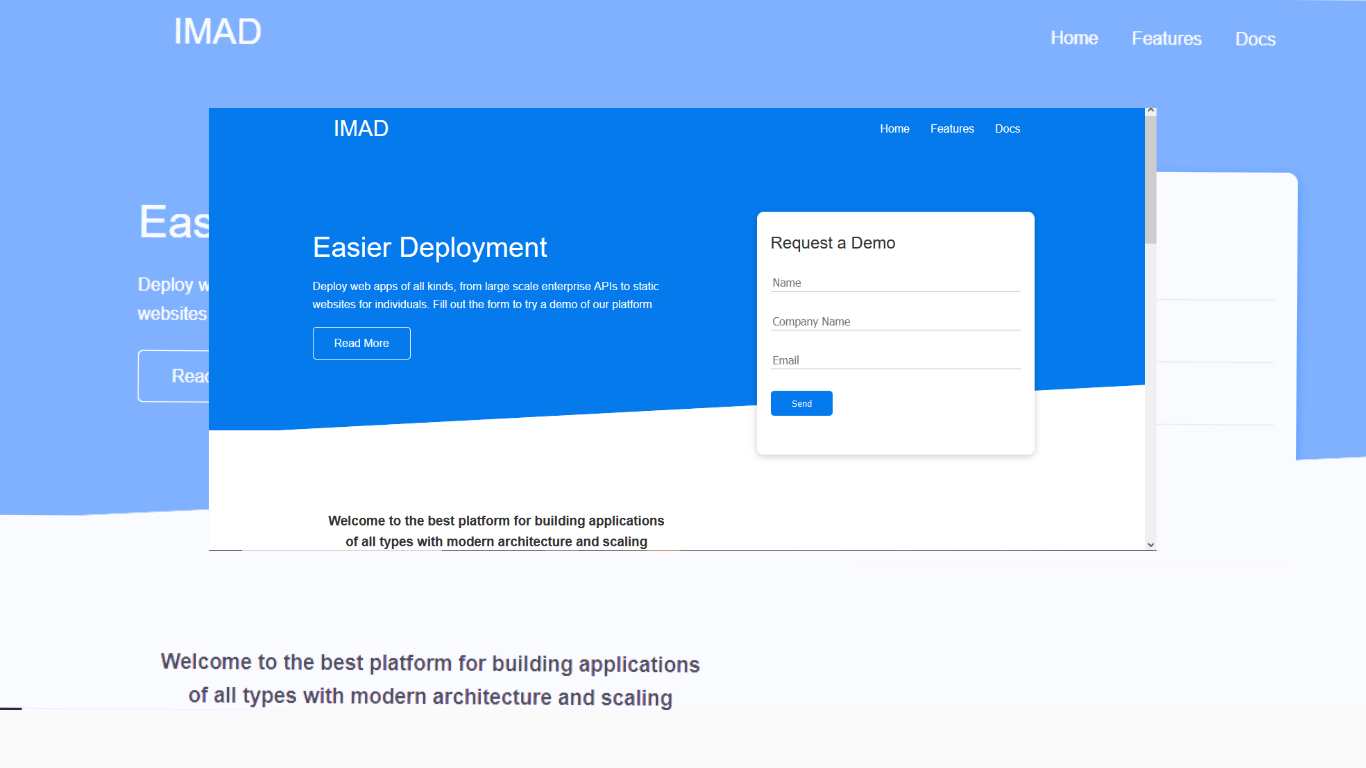 IMAD
Home Features Docs
IMAD
Home Features Docs
Eas
Deploy w
websites
Read
Easier Deployment
Deploy web apps of all kinds, from large scale enterprise APIs to static
websites for individuals. Fill out the form to try a demo of our platform
Read More
Request a Demo
Name
Company Name
Email
Send
Welcome to the best platform for building applications
of all types with modern architecture and scaling
Welcome to the best platform for building applications
of all types with modern architecture and scaling